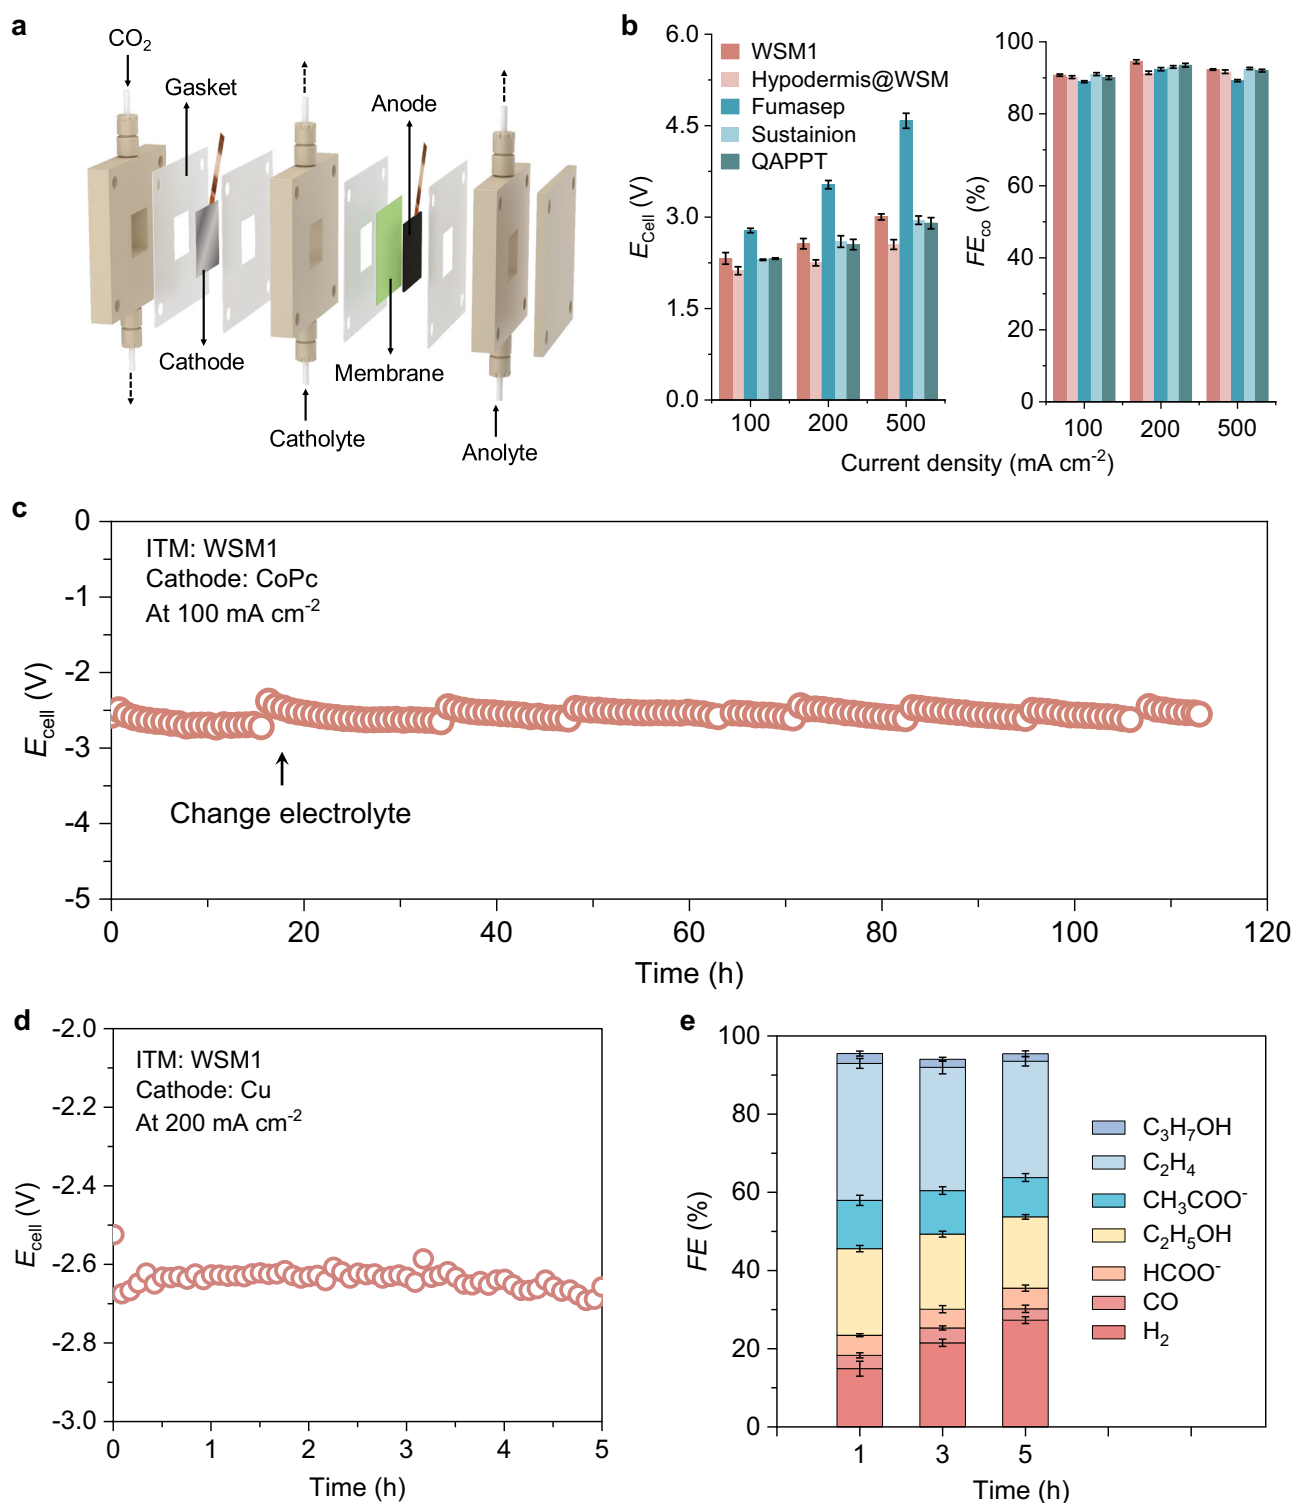 a
CO₂
Gasket
Anode
Cathode
Membrane
Catholyte
Anolyte
b
6.0
4.5
3.0
1.5
0.0
E_Cell (V)
WSM1
Hypodermis@WSM
Fumasep
Sustainion
QAPPT
100 200 500
100
80
60
40
20
0
FE_co (%)
100 200 500
Current density (mA cm⁻²)
c
0
-1
-2
-3
-4
-5
E_cell (V)
ITM: WSM1
Cathode: CoPc
At 100 mA cm⁻²
Change electrolyte
0 20 40 60 80 100 120
Time (h)
d
-2.0
-2.2
-2.4
-2.6
-2.8
-3.0
E_cell (V)
ITM: WSM1
Cathode: Cu
At 200 mA cm⁻²
0 1 2 3 4 5
Time (h)
e
100
80
60
40
20
0
FE (%)
C₃H₇OH
C₂H₄
CH₃COO⁻
C₂H₅OH
HCOO⁻
CO
H₂
1 3 5
Time (h)